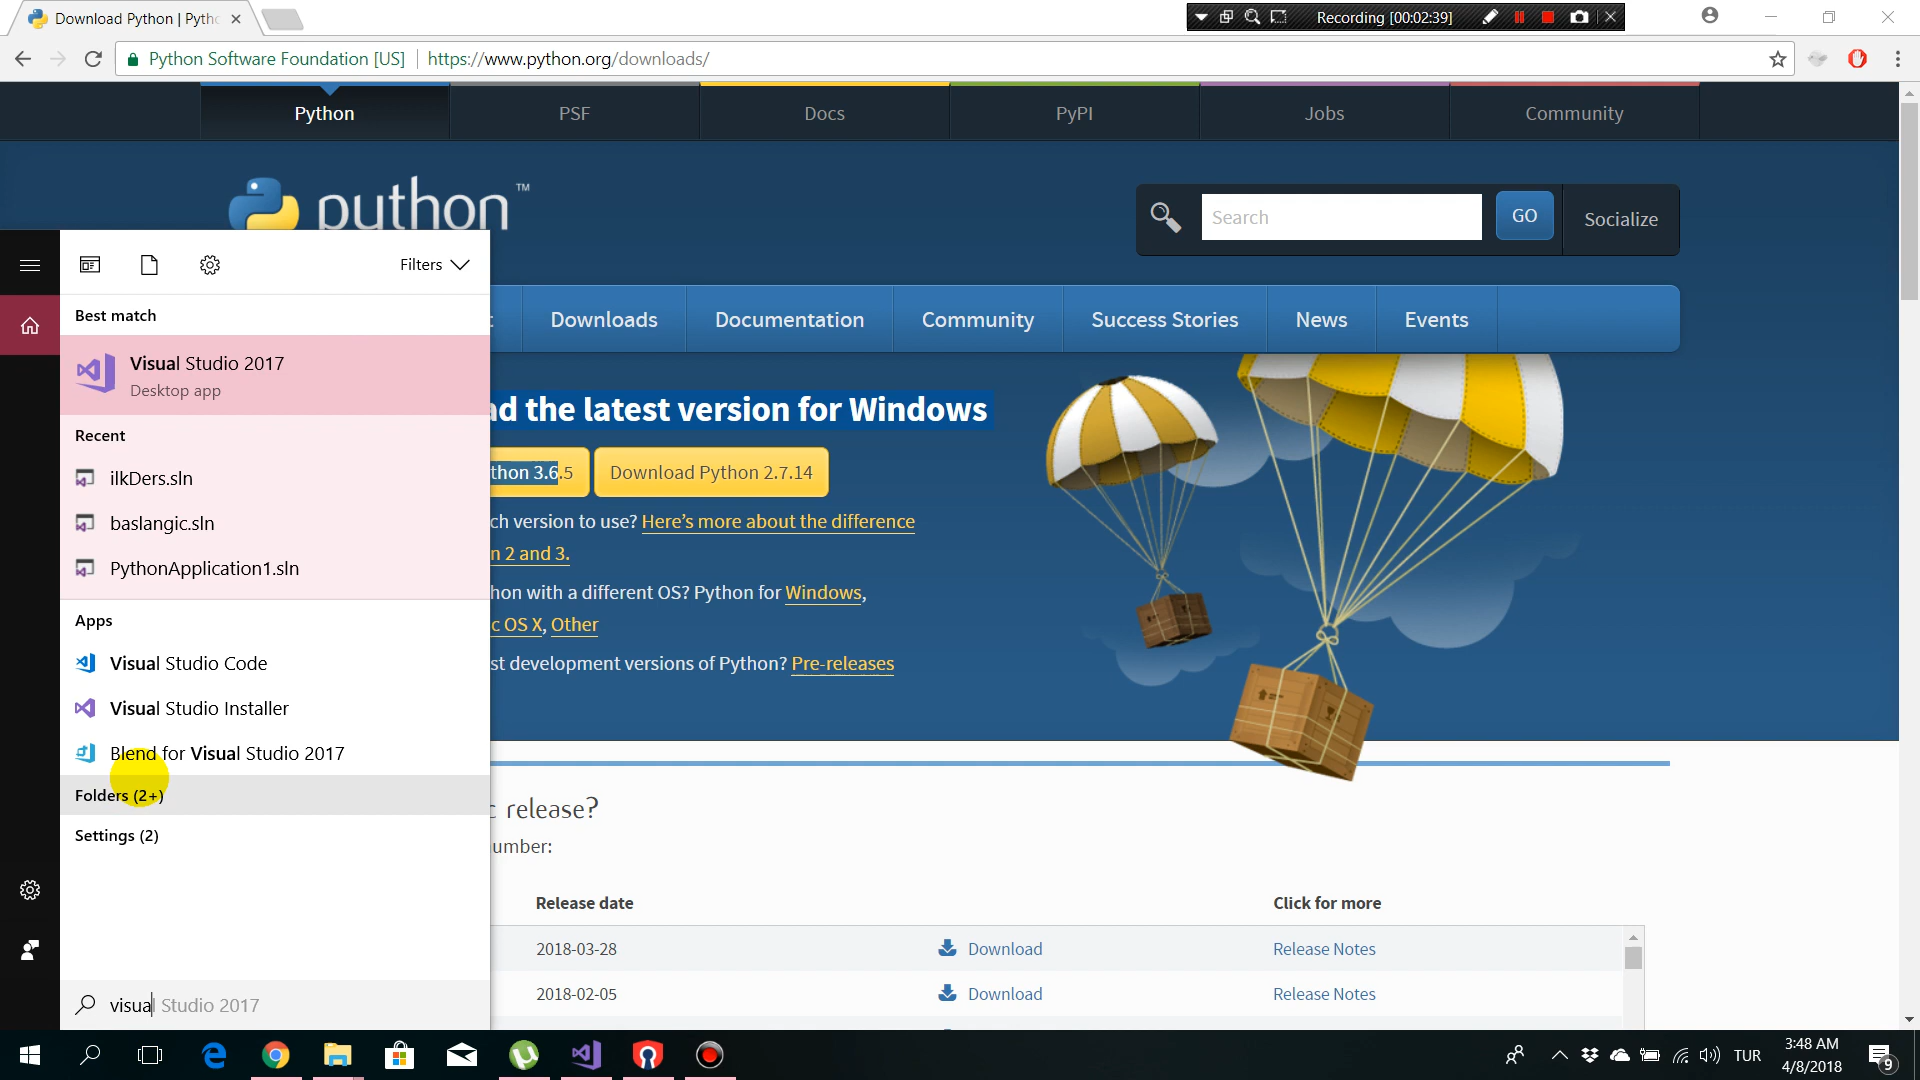 Download Python | Pytho
Recording [00:02:39]
Python Software Foundation [US]
https://www.python.org/downloads/
Python
PSF
Docs
PyPI
Jobs
Community
python™
Search
GO
Socialize
Filters
Downloads
Documentation
Community
Success Stories
News
Events
Best match
Visual Studio 2017
Desktop app
ad the latest version for Windows
Recent
thon 3.6.5
Download Python 2.7.14
ilkDers.sln
baslangic.sln
PythonApplication1.sln
ch version to use? Here's more about the difference
n 2 and 3.
hon with a different OS? Python for Windows,
c OS X, Other
st development versions of Python? Pre-releases
Apps
Visual Studio Code
Visual Studio Installer
Blend for Visual Studio 2017
Folders (2+)
Settings (2)
c release?
umber:
Release date
Click for more
2018-03-28
Download
Release Notes
2018-02-05
Download
Release Notes
visual Studio 2017
TUR
3:48 AM
4/8/2018
9